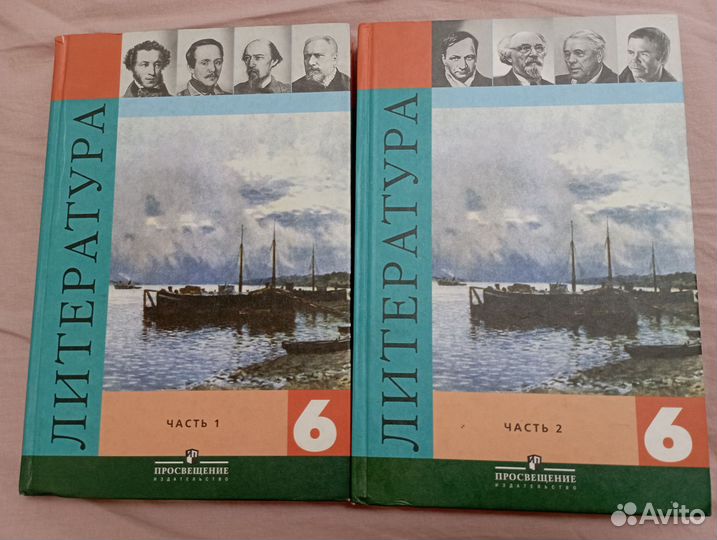 ЛИТЕРАТУРА
ЧАСТЬ 1
6
ПРОСВЕЩЕНИЕ
ИЗДАТЕЛЬСТВО
ЛИТЕРАТУРА
ЧАСТЬ 2
6
ПРОСВЕЩЕНИЕ
ИЗДАТЕЛЬСТВО
Avito